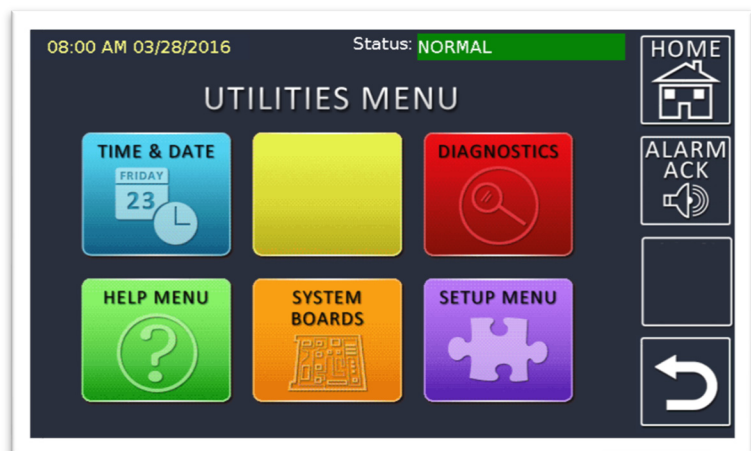 08:00 AM 03/28/2016
Status: NORMAL
HOME
UTILITIES MENU
TIME & DATE
FRIDAY
23
DIAGNOSTICS
ALARM
ACK
HELP MENU
SYSTEM
BOARDS
SETUP MENU